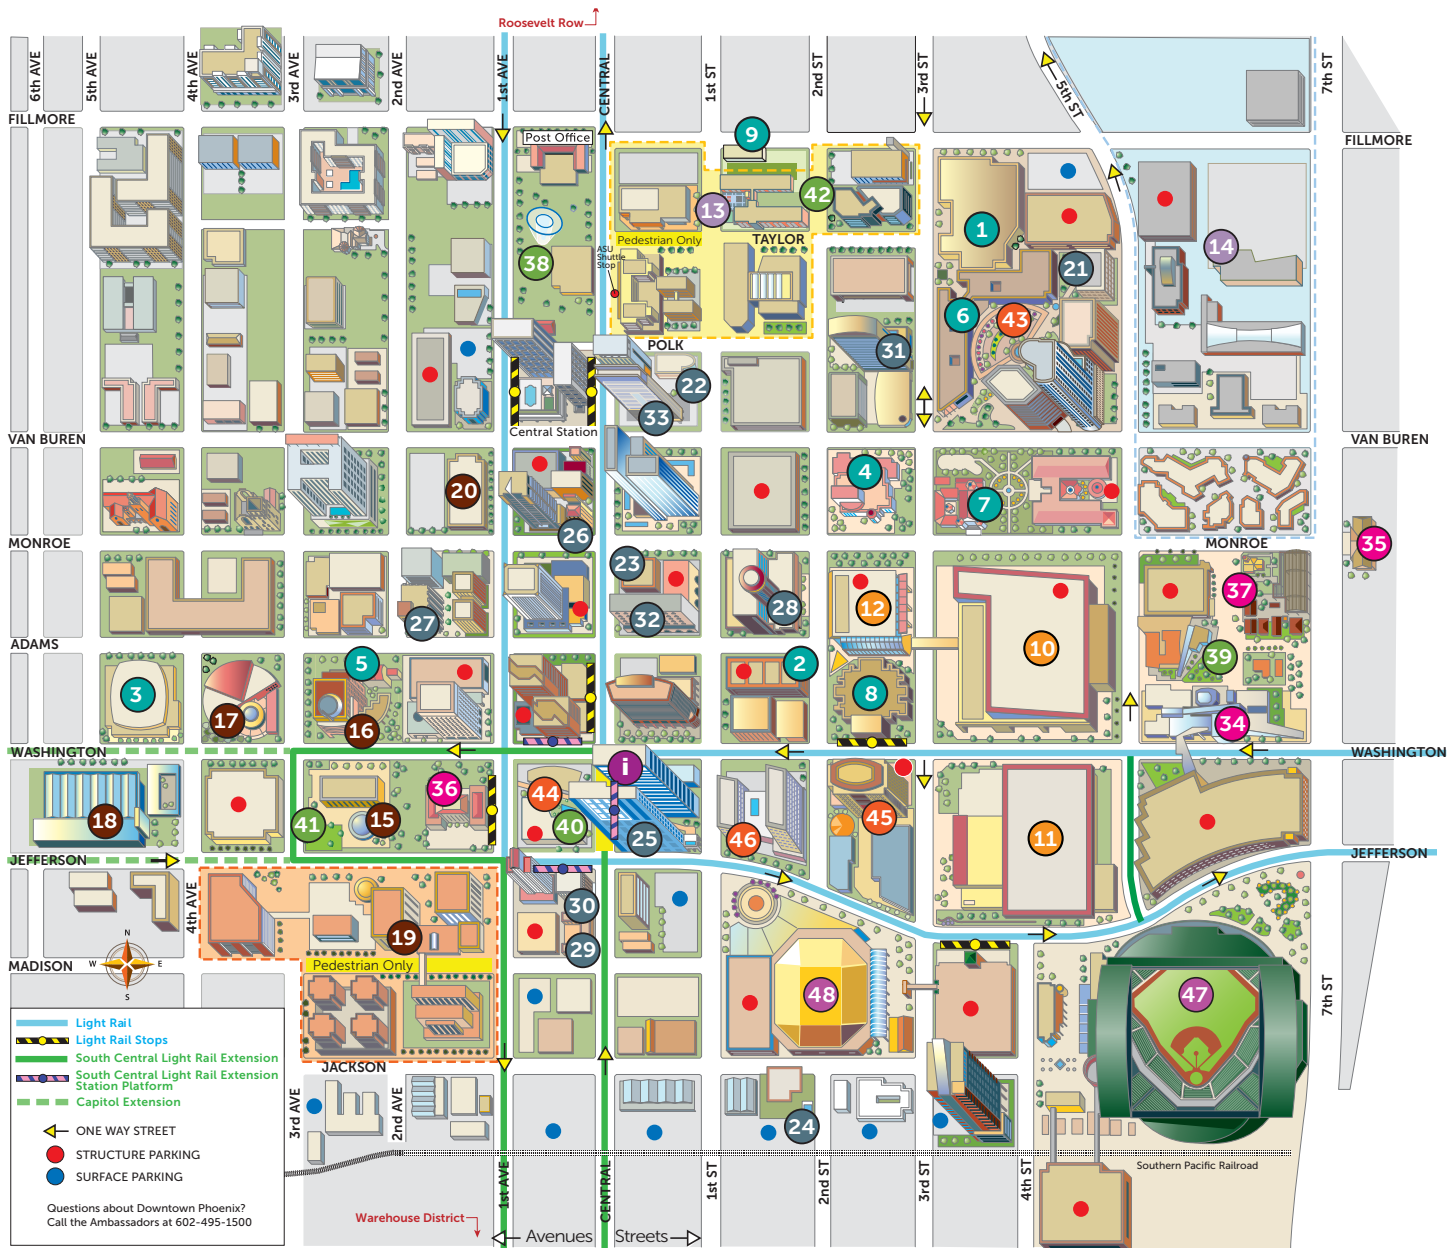 Roosevelt Row
6th AVE
5th AVE
4th AVE
3rd AVE
2nd AVE
1st AVE
CENTRAL
1st ST
2nd ST
3rd ST
5th ST
7th ST
FILLMORE
FILLMORE
Post Office
9
13
42
1
14
Pedestrian Only
TAYLOR
ASU
Shuttle
Stop
38
21
6
43
31
POLK
22
33
Central Station
VAN BUREN
VAN BUREN
20
4
7
26
MONROE
MONROE
35
23
27
32
28
12
10
37
39
ADAMS
3
17
5
16
2
8
34
WASHINGTON
WASHINGTON
i
18
41
15
36
44
40
25
46
45
11
JEFFERSON
JEFFERSON
4th AVE
19
30
29
Pedestrian Only
MADISON
N
W E
S
48
47
7th ST
Light Rail
Light Rail Stops
South Central Light Rail Extension
South Central Light Rail Extension
Station Platform
Capitol Extension
ONE WAY STREET
STRUCTURE PARKING
SURFACE PARKING
Questions about Downtown Phoenix?
Call the Ambassadors at 602-495-1500
JACKSON
3rd AVE
2nd AVE
24
Southern Pacific Railroad
1st AVE
CENTRAL
1st ST
2nd ST
3rd ST
4th ST
Warehouse District
Avenues
Streets